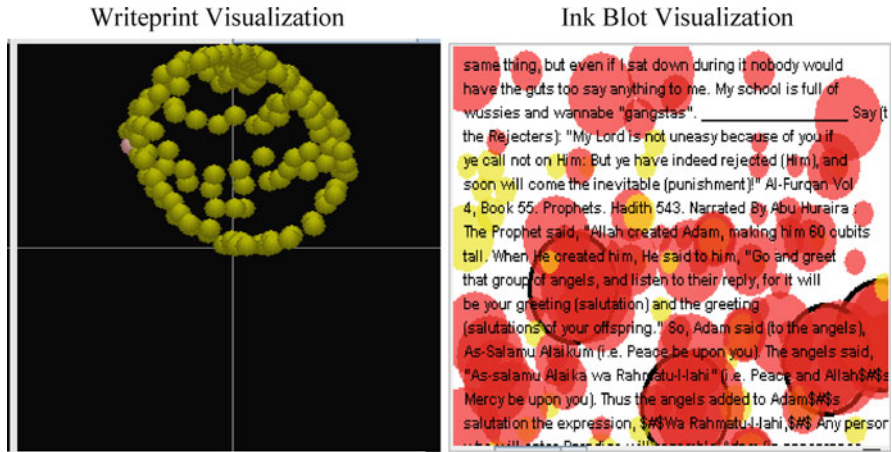 Writeprint Visualization
Ink Blot Visualization
same thing, but even if I sat down during it nobody would
have the guts too say anything to me. My school is full of
wussies and wannabe "gangstas". ____________________ Say (t
the Rejecters): "My Lord is not uneasy because of you if
ye call not on Him: But ye have indeed rejected (Him), and
soon will come the inevitable (punishment)!" Al-Furqan Vol
4, Book 55. Prophets. Hadith 543. Narrated By Abu Huraira :
The Prophet said, "Allah created Adam, making him 60 cubits
tall. When He created him, He said to him, "Go and greet
that group of angels, and listen to their reply, for it will
be your greeting (salutation) and the greeting
(salutations of your offspring." So, Adam said (to the angels),
As-Salamu Alaikum (i.e. Peace be upon you). The angels said,
"As-salamu Alaika wa Rahmatu-l-lahi" (i.e. Peace and Allah$#$s
Mercy be upon you). Thus the angels added to Adam$#$s
salutation the expression, $#$Wa Rahmatu-l-lahi,$#$ Any person